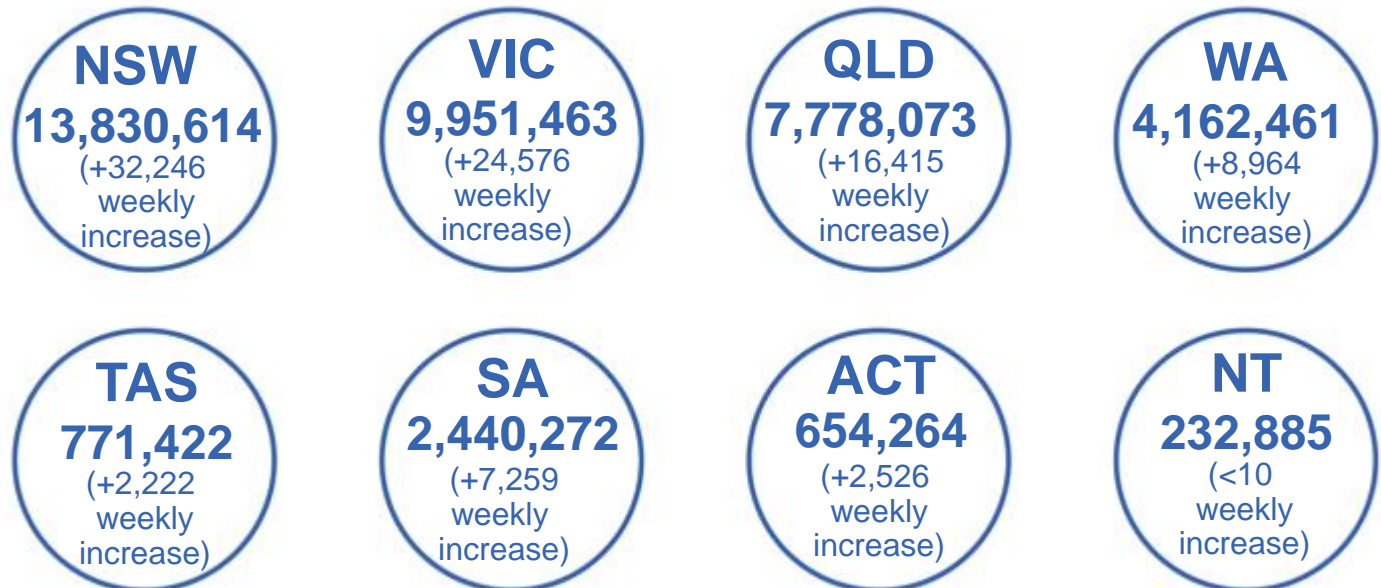 NSW
13,830,614
(+32,246
weekly
increase)
VIC
9,951,463
(+24,576
weekly
increase)
QLD
7,778,073
(+16,415
weekly
increase)
WA
4,162,461
(+8,964
weekly
increase)
TAS
771,422
(+2,222
weekly
increase)
SA
2,440,272
(+7,259
weekly
increase)
ACT
654,264
(+2,526
weekly
increase)
NT
232,885
(<10
weekly
increase)